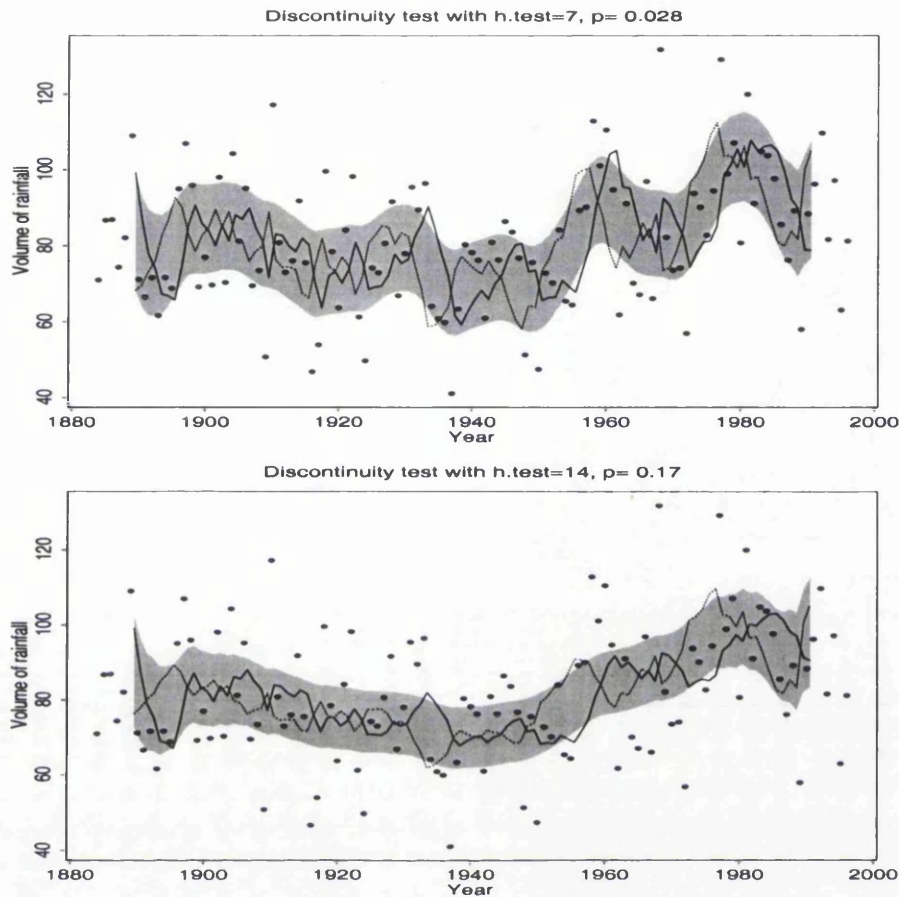 Discontinuity test with h.test=7, p= 0.028
120
100
80
60
40
Volume of rainfall
1880 1900 1920 1940 1960 1980 2000
Year
Discontinuity test with h.test=14, p= 0.17
120
100
80
60
40
Volume of rainfall
1880 1900 1920 1940 1960 1980 2000
Year